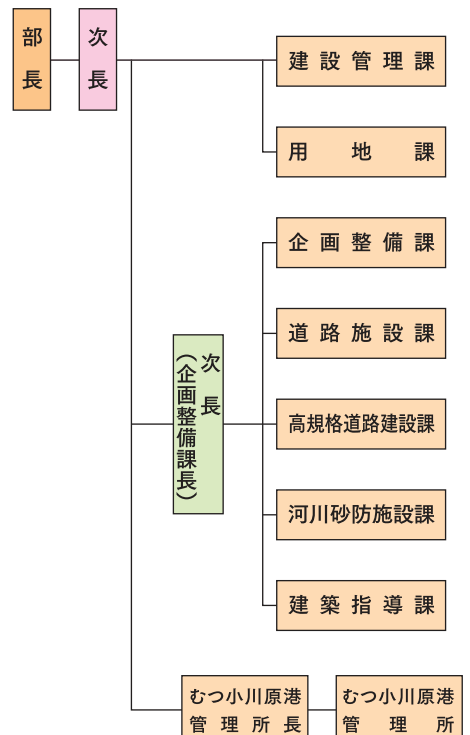 部長
次長
建設管理課
用地課
企画整備課
道路施設課
次長
(企画整備課長)
高規格道路建設課
河川砂防施設課
建築指導課
むつ小川原港
管理所長
むつ小川原港
管理所